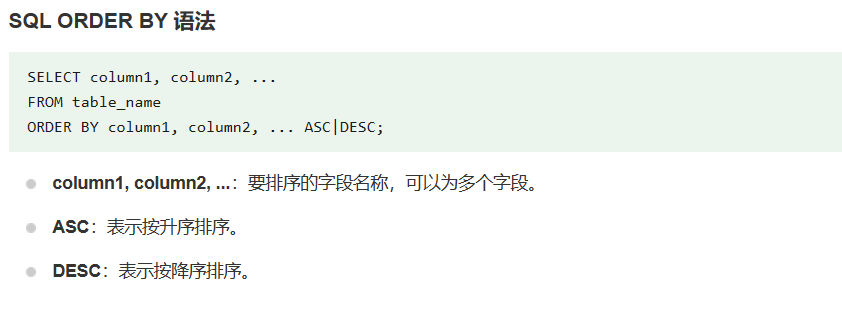 SQL ORDER BY 语法
SELECT column1, column2, ...
FROM table_name
ORDER BY column1, column2, ... ASC|DESC;
column1, column2, ...：要排序的字段名称，可以为多个字段。
ASC：表示按升序排序。
DESC：表示按降序排序。